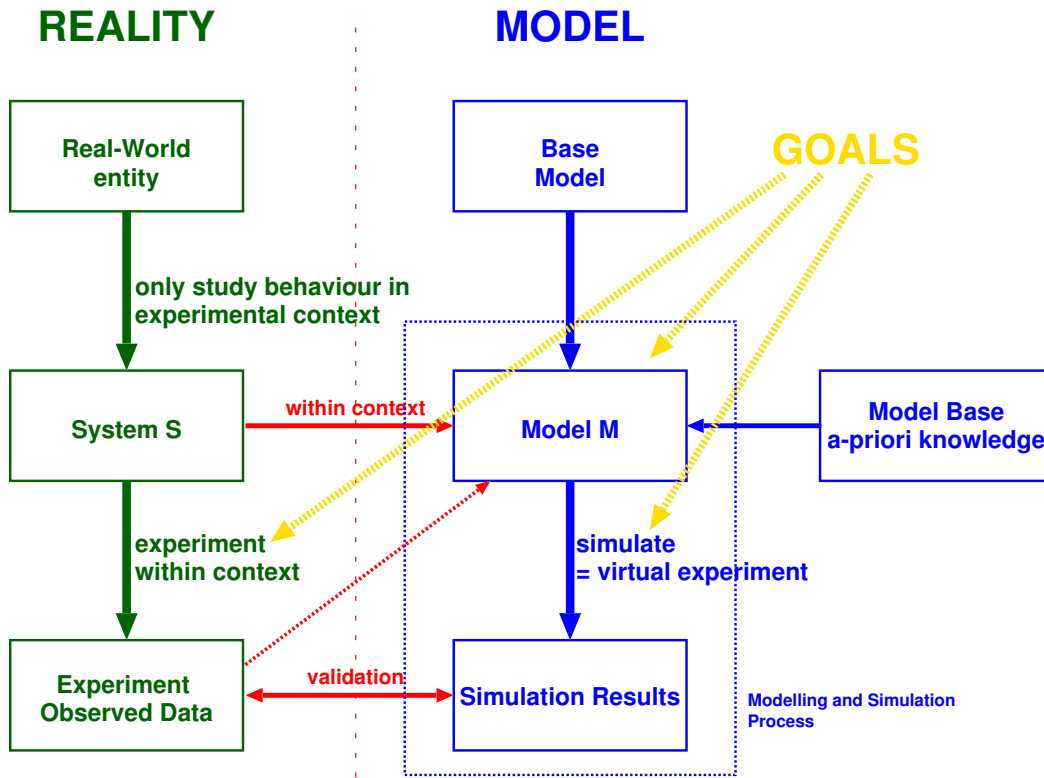 REALITY
MODEL
Real-World
entity
Base
Model
GOALS
only study behaviour in
experimental context
System S
within context
Model M
Model Base
a-priori knowledge
experiment
within context
simulate
= virtual experiment
Experiment
Observed Data
validation
Simulation Results
Modelling and Simulation
Process